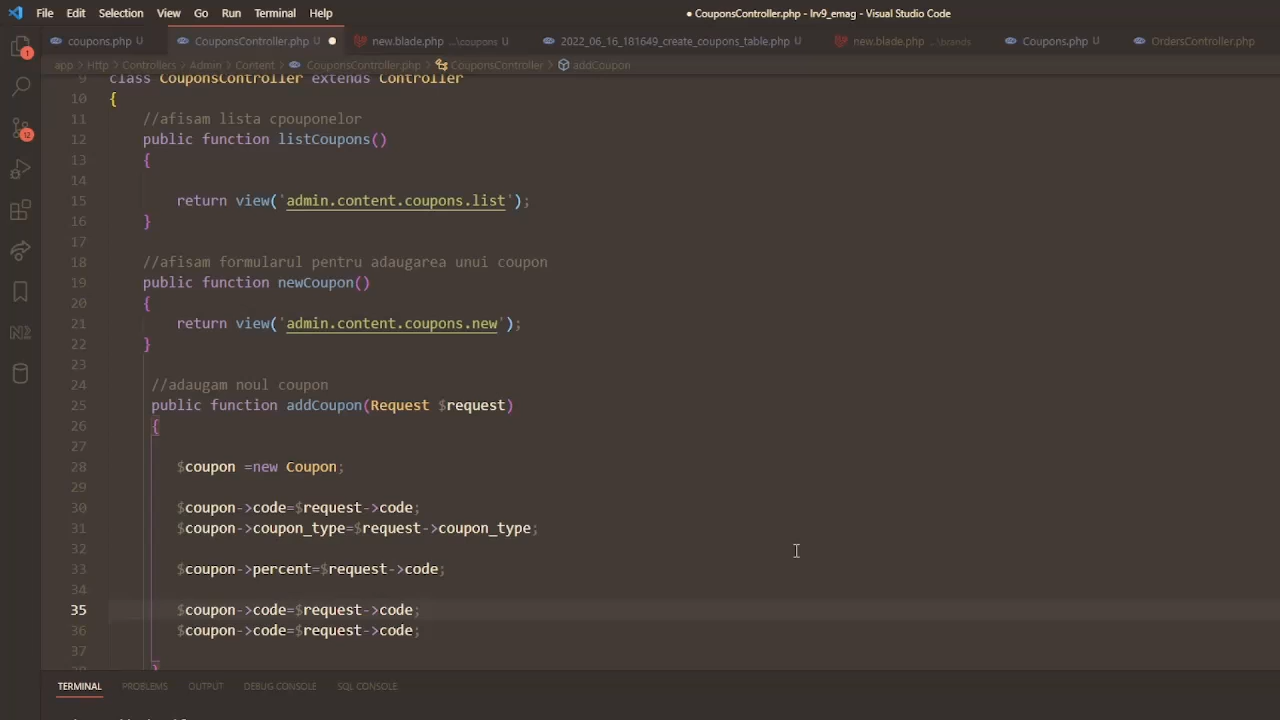 File Edit Selection View Go Run Terminal Help
● CouponsController.php - lrv9_emag - Visual Studio Code
coupons.php U
CouponsController.php U ●
new.blade.php ...\coupons U
2022_06_16_181649_create_coupons_table.php U
new.blade.php ...\brands
Coupons.php U
OrdersController.php
app > Http > Controllers > Admin > Content > CouponsController.php > CouponsController > addCoupon
1
12
9 class CouponsController extends Controller
10 {
11 //afisam lista cpouponelor
12 public function listCoupons()
13 {
14
15 return view('admin.content.coupons.list');
16 }
17
18 //afisam formularul pentru adaugarea unui coupon
19 public function newCoupon()
20 {
21 return view('admin.content.coupons.new');
22 }
23
24 //adaugam noul coupon
25 public function addCoupon(Request $request)
26 {
27
28 $coupon =new Coupon;
29
30 $coupon->code=$request->code;
31 $coupon->coupon_type=$request->coupon_type;
32
33 $coupon->percent=$request->code;
34
35 $coupon->code=$request->code;
36 $coupon->code=$request->code;
37
38 }
TERMINAL PROBLEMS OUTPUT DEBUG CONSOLE SQL CONSOLE